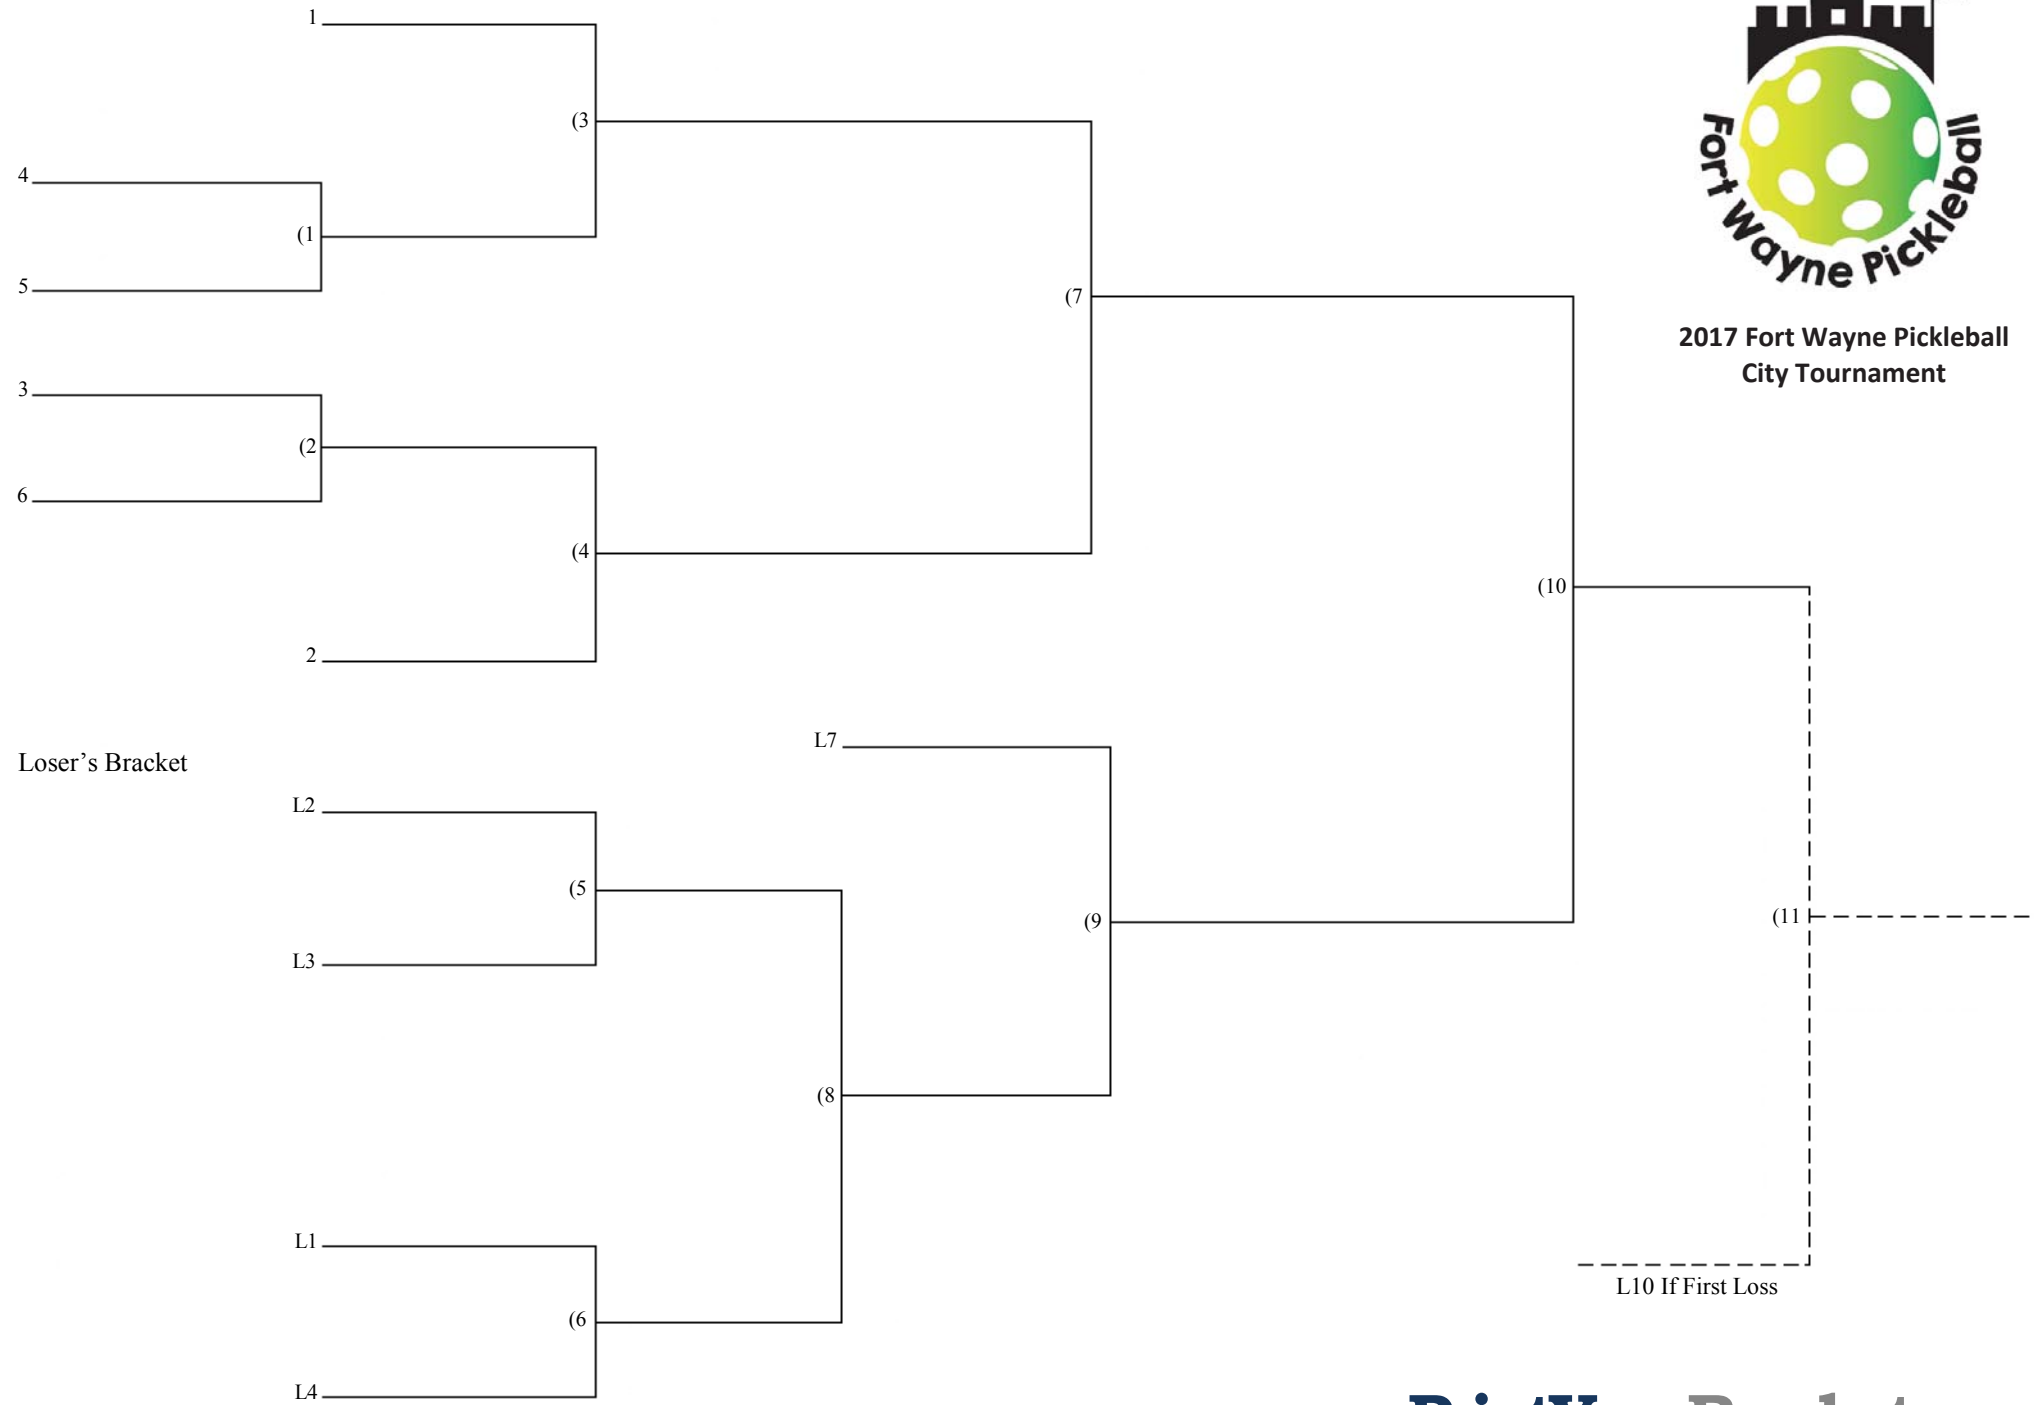 1
(3
4
(1
5
3
(2
6
(4
2
(7
(10
Fort Wayne Pickleball
2017 Fort Wayne Pickleball
City Tournament
Loser's Bracket
L7
L2
(5
L3
(9
(11
(8
L1
(6
L4
L10 If First Loss